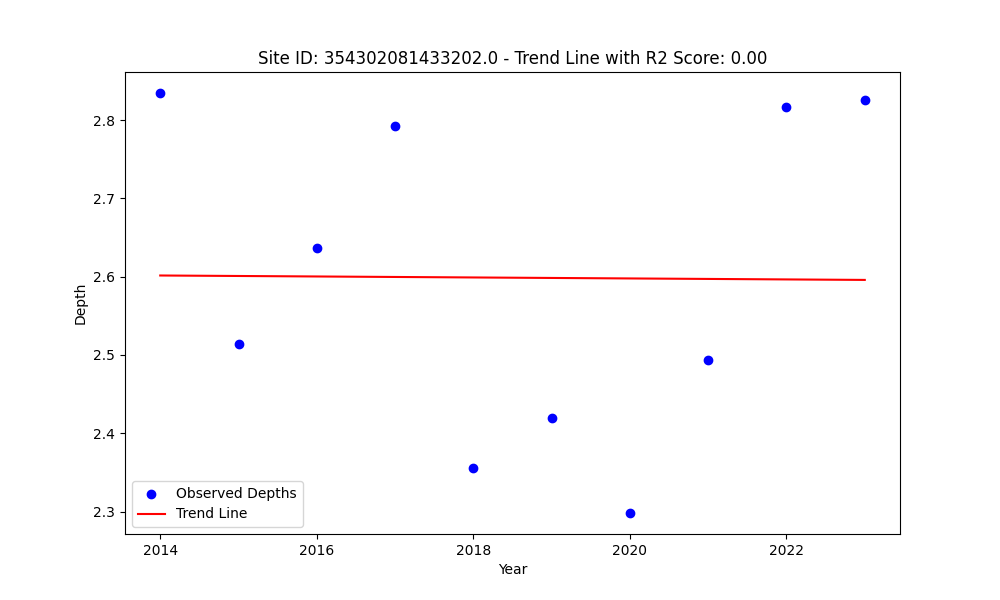 Site ID: 354302081433202.0 - Trend Line with R2 Score: 0.00
2.8
2.7
2.6
2.5
2.4
2.3
Depth
Observed Depths
Trend Line
2014
2016
2018
2020
2022
Year